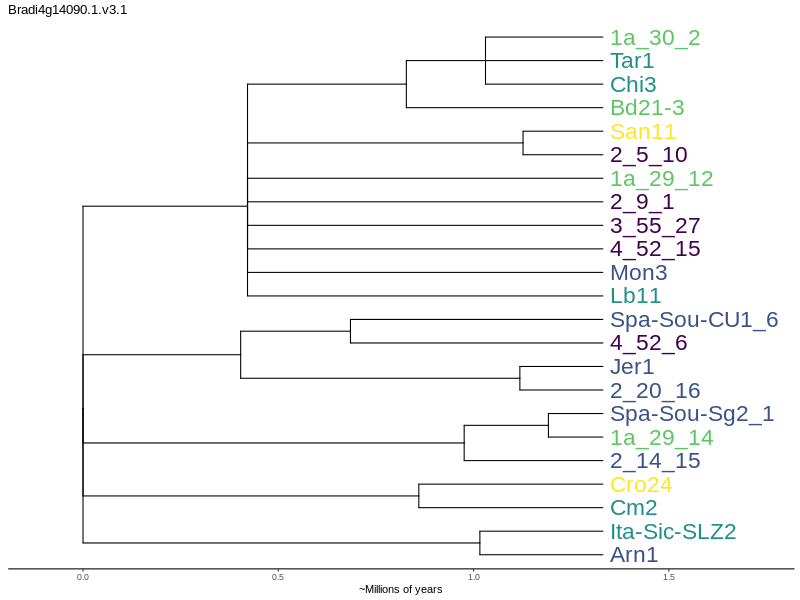 Bradi4g14090.1.v3.1
1a_30_2
Tar1
Chi3
Bd21-3
San11
2_5_10
1a_29_12
2_9_1
3_55_27
4_52_15
Mon3
Lb11
Spa-Sou-CU1_6
4_52_6
Jer1
2_20_16
Spa-Sou-Sg2_1
1a_29_14
2_14_15
Cro24
Cm2
Ita-Sic-SLZ2
Arn1
0.0 0.5 1.0 1.5
~Millions of years